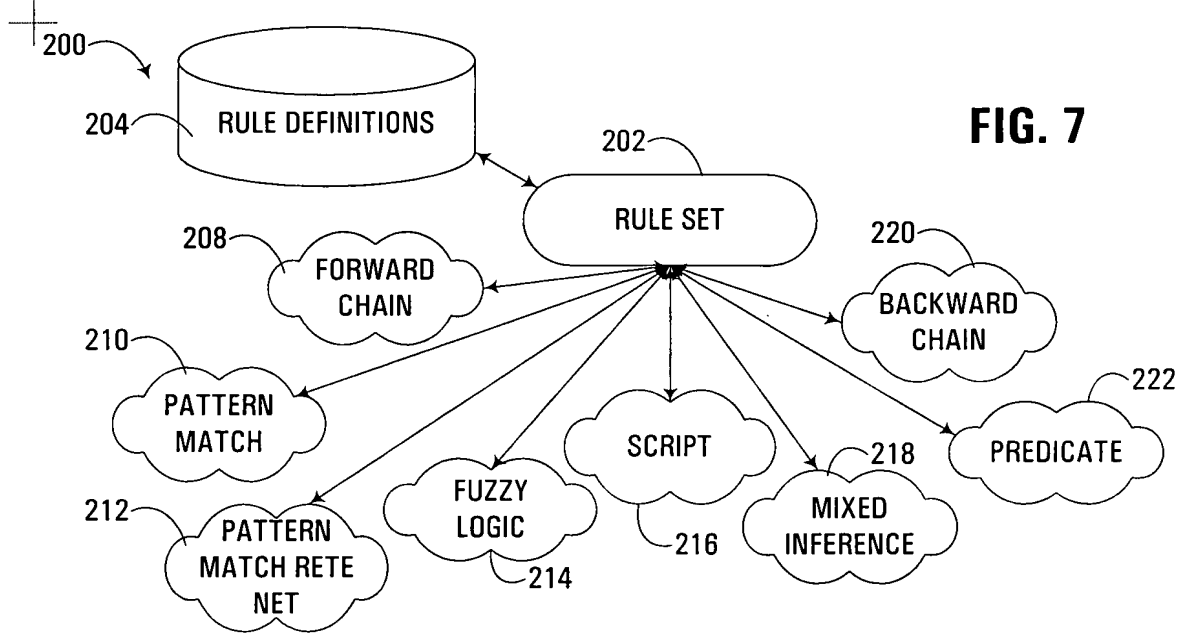 200
204
RULE DEFINITIONS
FIG. 7
202
RULE SET
208
FORWARD
CHAIN
220
BACKWARD
CHAIN
210
PATTERN
MATCH
222
PREDICATE
SCRIPT
216
218
MIXED
INFERENCE
FUZZY
LOGIC
214
212
PATTERN
MATCH RETE
NET